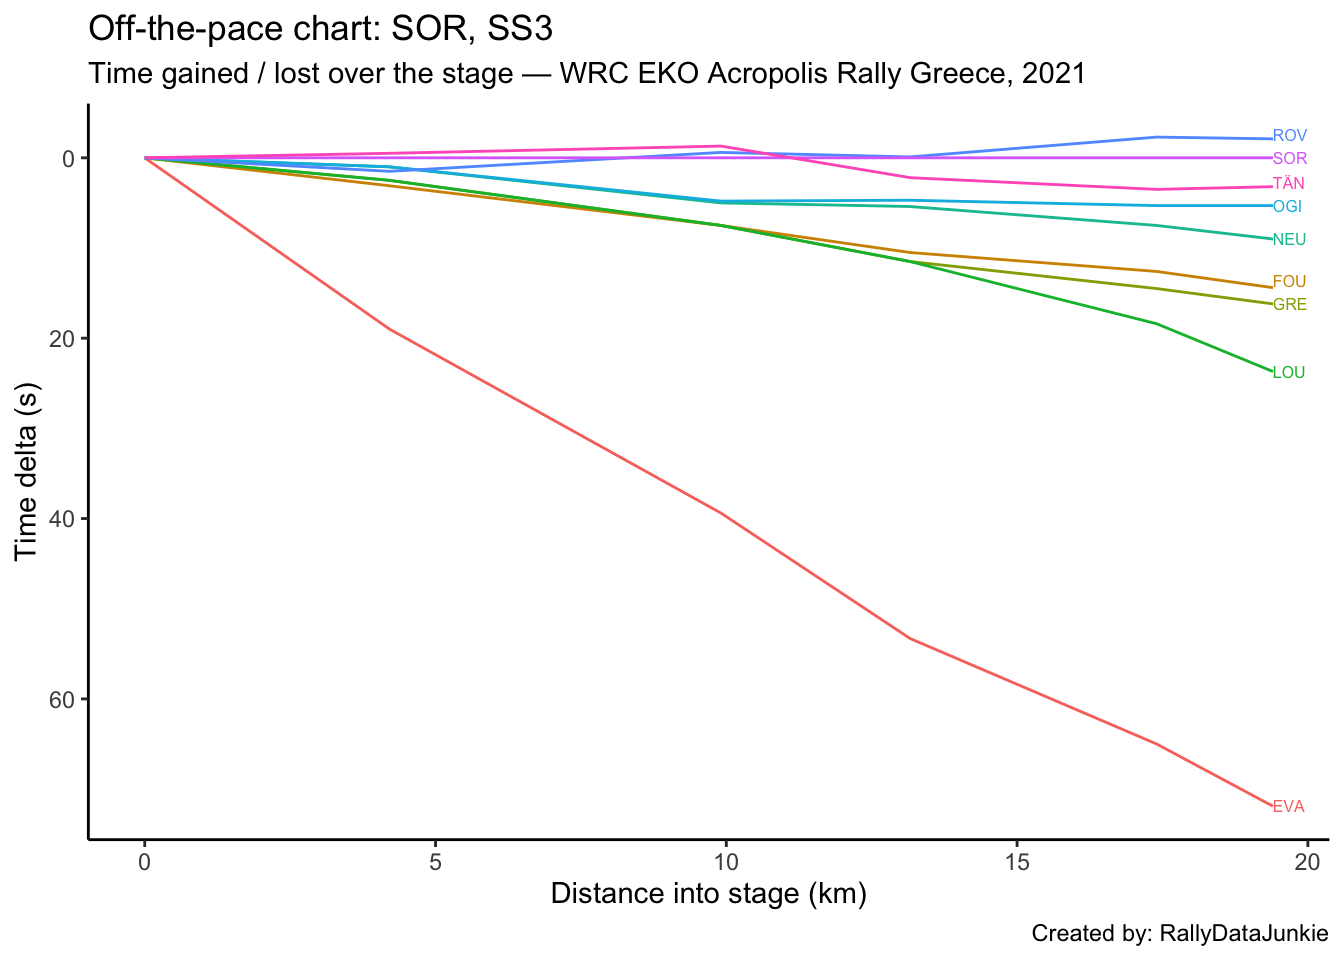 Off-the-pace chart: SOR, SS3
Time gained / lost over the stage — WRC EKO Acropolis Rally Greece, 2021
ROV
0
SOR
TÄN
OGI
NEU
FOU
GRE
20
LOU
Time delta (s)
40
60
EVA
0 5 10 15 20
Distance into stage (km)
Created by: RallyDataJunkie